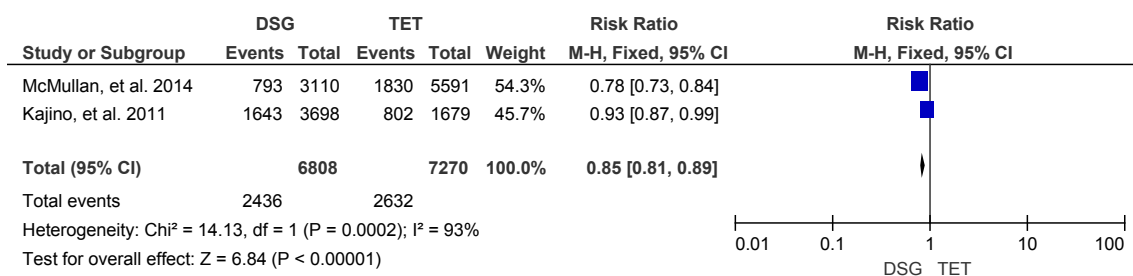 DSG TET Risk Ratio Risk Ratio
Study or Subgroup Events Total Events Total Weight M-H, Fixed, 95% CI M-H, Fixed, 95% CI
McMullan, et al. 2014 793 3110 1830 5591 54.3% 0.78 [0.73, 0.84]
Kajino, et al. 2011 1643 3698 802 1679 45.7% 0.93 [0.87, 0.99]
Total (95% CI) 6808 7270 100.0% 0.85 [0.81, 0.89]
Total events 2436 2632
Heterogeneity: Chi² = 14.13, df = 1 (P = 0.0002); I² = 93%
Test for overall effect: Z = 6.84 (P < 0.00001)
0.01 0.1 1 10 100
DSG TET